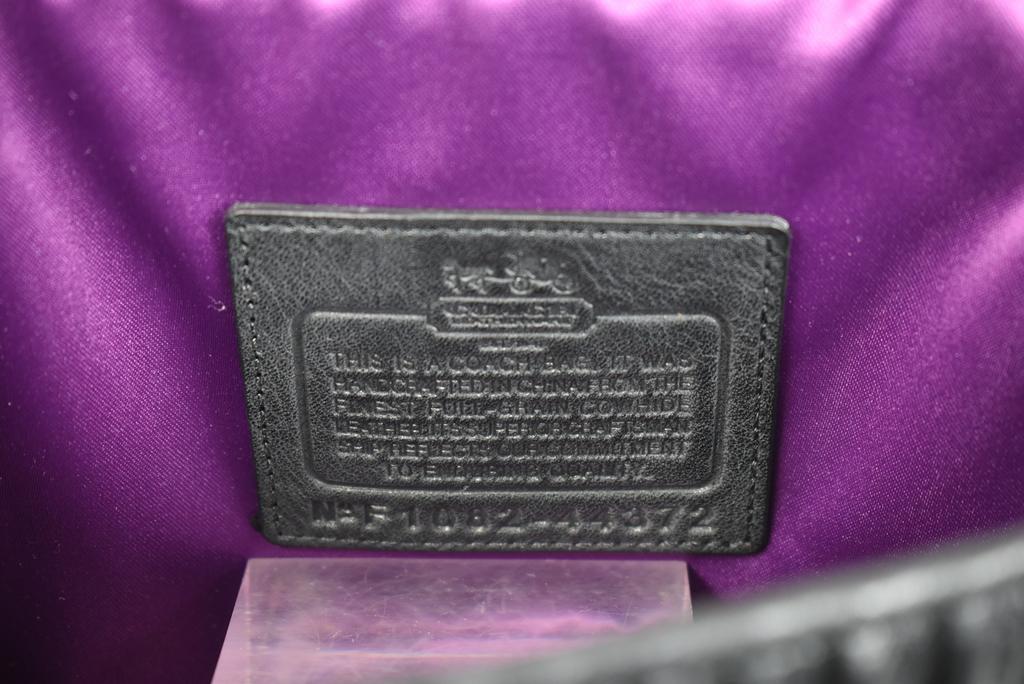 THIS IS A COACH BAG. IT WAS
HANDCRAFTED IN CHINA FROM THE
FINEST FULL-GRAIN COWHIDE
LEATHER. ITS SUPERIOR CRAFTSMAN
SHIP REFLECTS OUR COMMITMENT
TO ENDURING QUALITY.
Nº F1082-44372